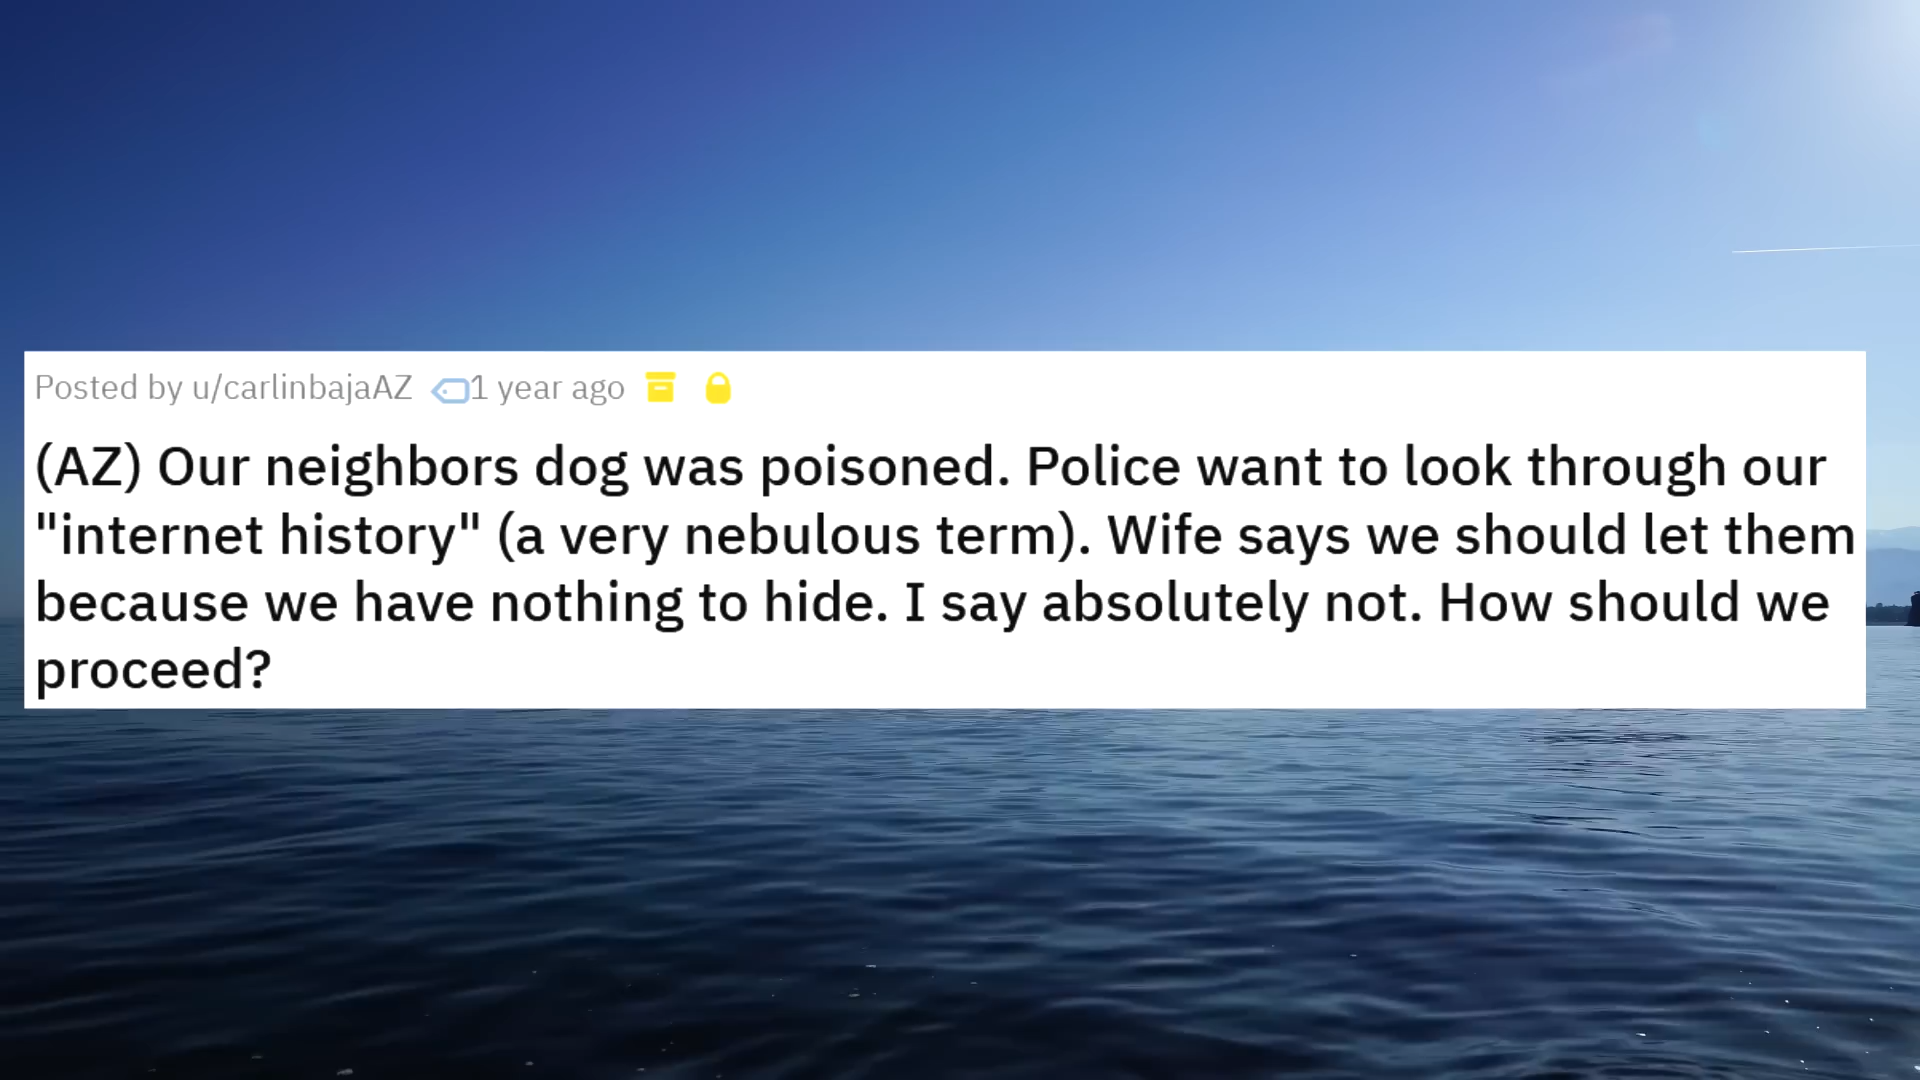 Posted by u/carlinbajaAZ 1 year ago
(AZ) Our neighbors dog was poisoned. Police want to look through our
"internet history" (a very nebulous term). Wife says we should let them
because we have nothing to hide. I say absolutely not. How should we
proceed?